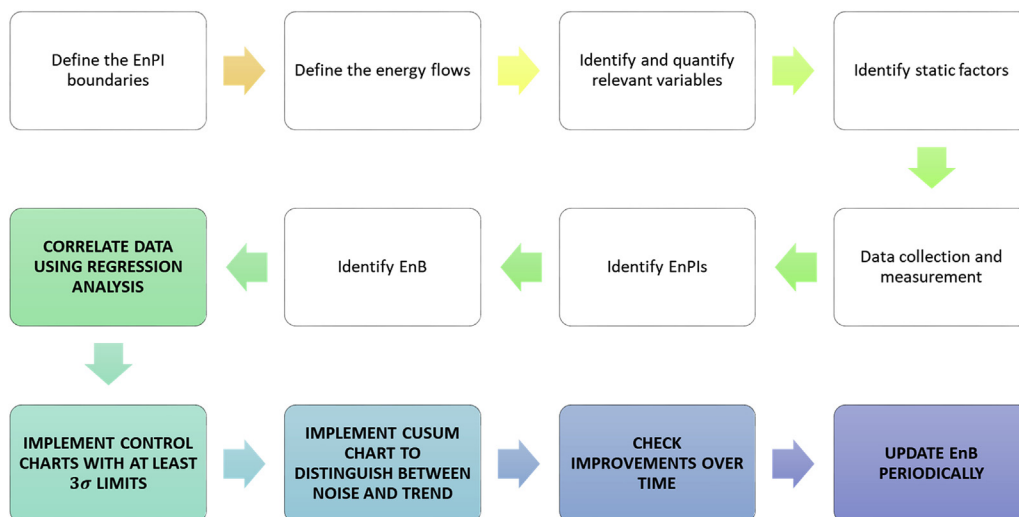 Define the EnPI
boundaries
Define the energy flows
Identify and quantify
relevant variables
Identify static factors
Data collection and
measurement
Identify EnPIs
Identify EnB
CORRELATE DATA
USING REGRESSION
ANALYSIS
IMPLEMENT CONTROL
CHARTS WITH AT LEAST
3σ LIMITS
IMPLEMENT CUSUM
CHART TO
DISTINGUISH BETWEEN
NOISE AND TREND
CHECK
IMPROVEMENTS OVER
TIME
UPDATE EnB
PERIODICALLY